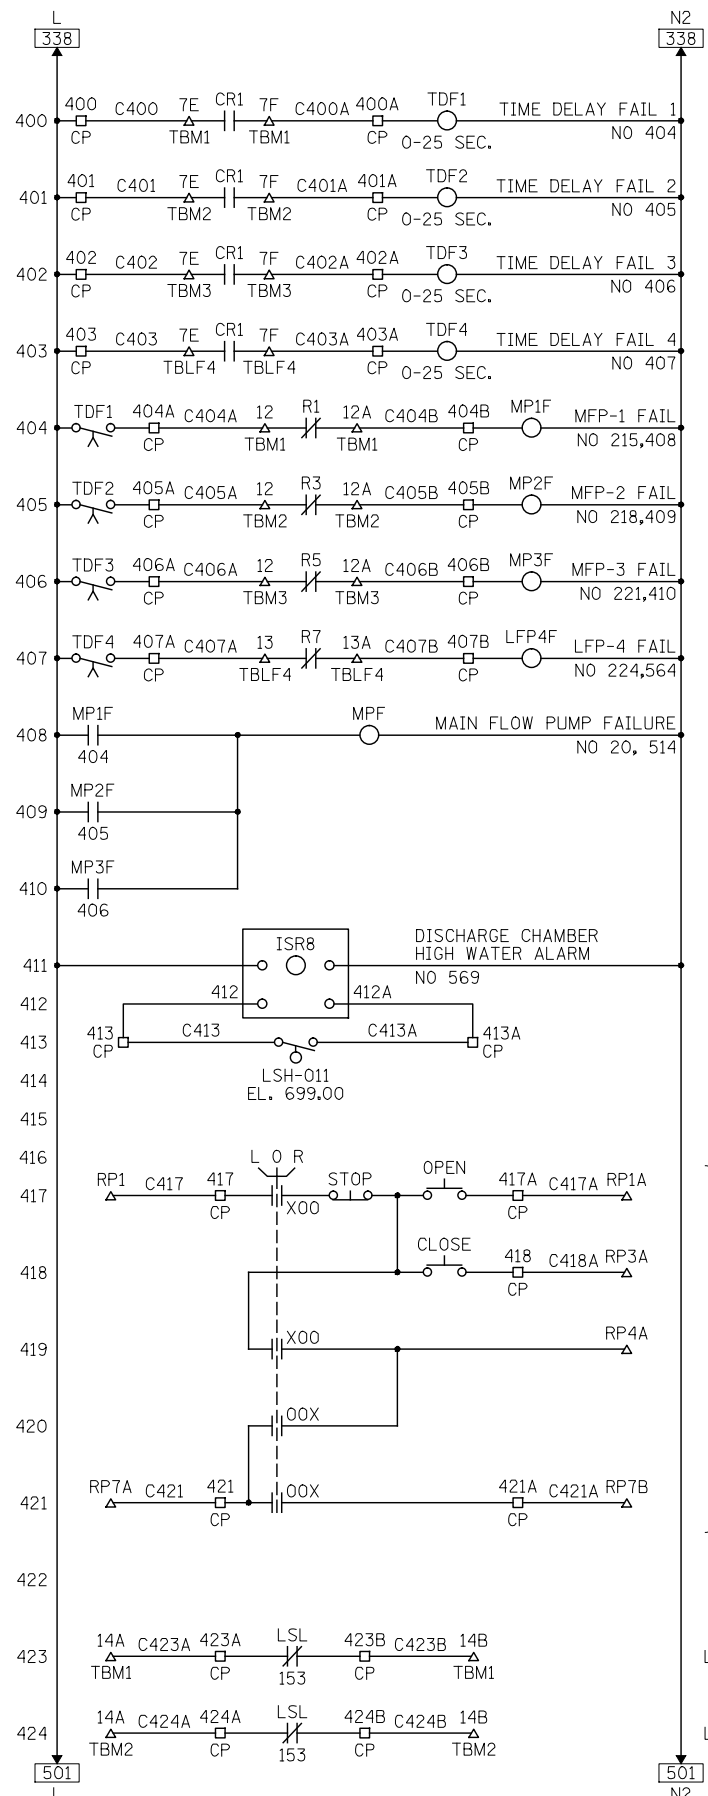 L N2
338 338
400 400 C400 7E CR1 7F C400A 400A TDF1 TIME DELAY FAIL 1
CP TBM1 TBM1 CP 0-25 SEC. NO 404
401 401 C401 7E CR1 7F C401A 401A TDF2 TIME DELAY FAIL 2
CP TBM2 TBM2 CP 0-25 SEC. NO 405
402 402 C402 7E CR1 7F C402A 402A TDF3 TIME DELAY FAIL 3
CP TBM3 TBM3 CP 0-25 SEC. NO 406
403 403 C403 7E CR1 7F C403A 403A TDF4 TIME DELAY FAIL 4
CP TBLF4 TBLF4 CP 0-25 SEC. NO 407
404 TDF1 404A C404A 12 R1 12A C404B 404B MP1F MFP-1 FAIL
CP TBM1 TBM1 CP NO 215,408
405 TDF2 405A C405A 12 R3 12A C405B 405B MP2F MFP-2 FAIL
CP TBM2 TBM2 CP NO 218,409
406 TDF3 406A C406A 12 R5 12A C406B 406B MP3F MFP-3 FAIL
CP TBM3 TBM3 CP NO 221,410
407 TDF4 407A C407A 13 R7 13A C407B 407B LFP4F LFP-4 FAIL
CP TBLF4 TBLF4 CP NO 224,564
408 MP1F MPF MAIN FLOW PUMP FAILURE
404 NO 20, 514
409 MP2F
405
410 MP3F
406
ISR8 DISCHARGE CHAMBER
HIGH WATER ALARM
411 NO 569
412 412 412A
413 413 C413 C413A 413A
CP CP
LSH-011
414
EL. 699.00
415
416 L O R
417 RP1 C417 417 X00 STOP OPEN 417A C417A RP1A
CP CP
418 CLOSE 418 C418A RP3A
CP
419 X00 RP4A
420 00X
421 RP7A C421 421 00X 421A C421A RP7B
CP CP
422
423 14A C423A 423A LSL 423B C423B 14B
TBM1 CP 153 CP TBM1
424 14A C424A 424A LSL 424B C424B 14B
TBM2 CP 153 CP TBM2
501 501
L N2